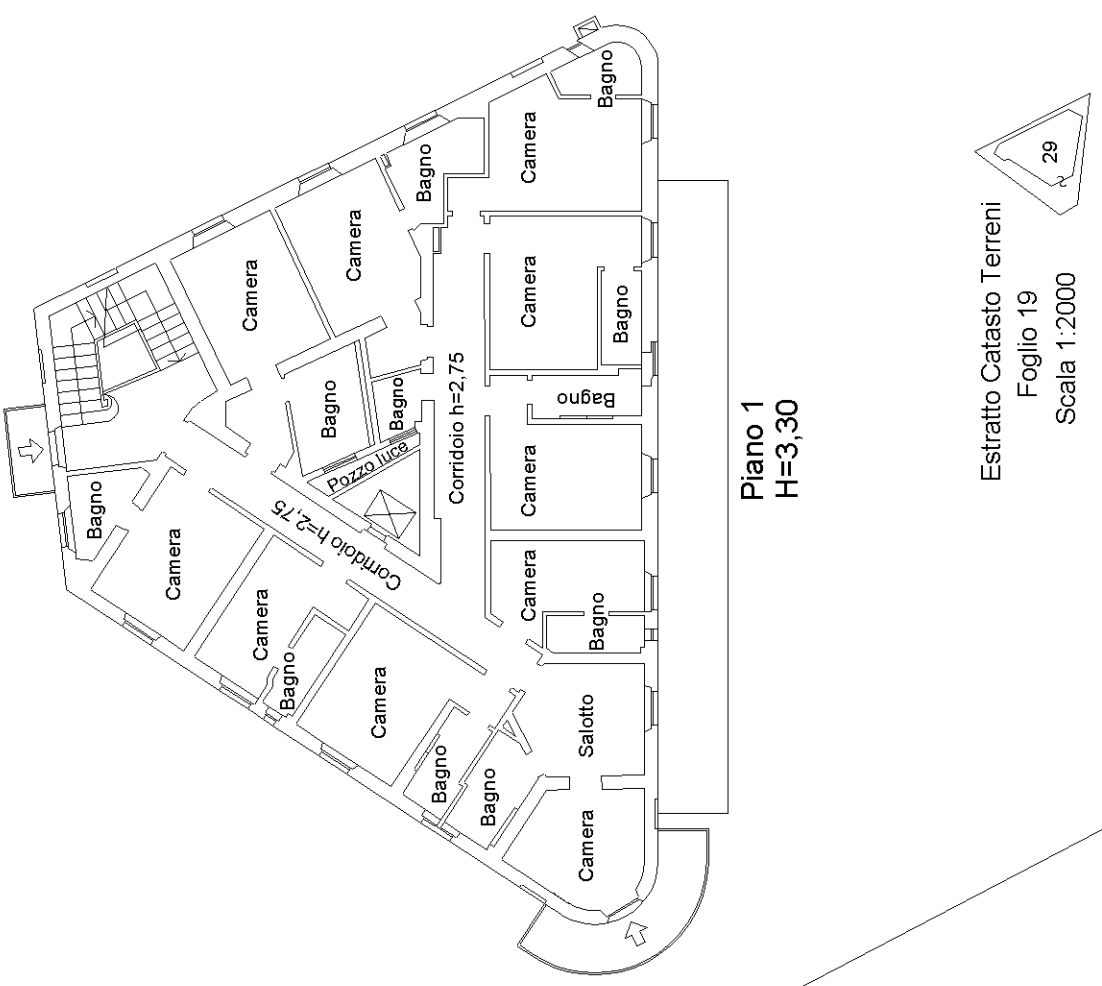 Bagno
Camera
Bagno
Camera
Camera
Camera
Bagno
Bagno
Bagno
Bagno
Corridoio h=2,75
Pozzo luce
Camera
Bagno
Corridoio h=2,75
Camera
Camera
Camera
Bagno
Bagno
Camera
Bagno
Bagno
Salotto
Camera
Piano 1
H=3,30
29
Estratto Catasto Terreni
Foglio 19
Scala 1:2000